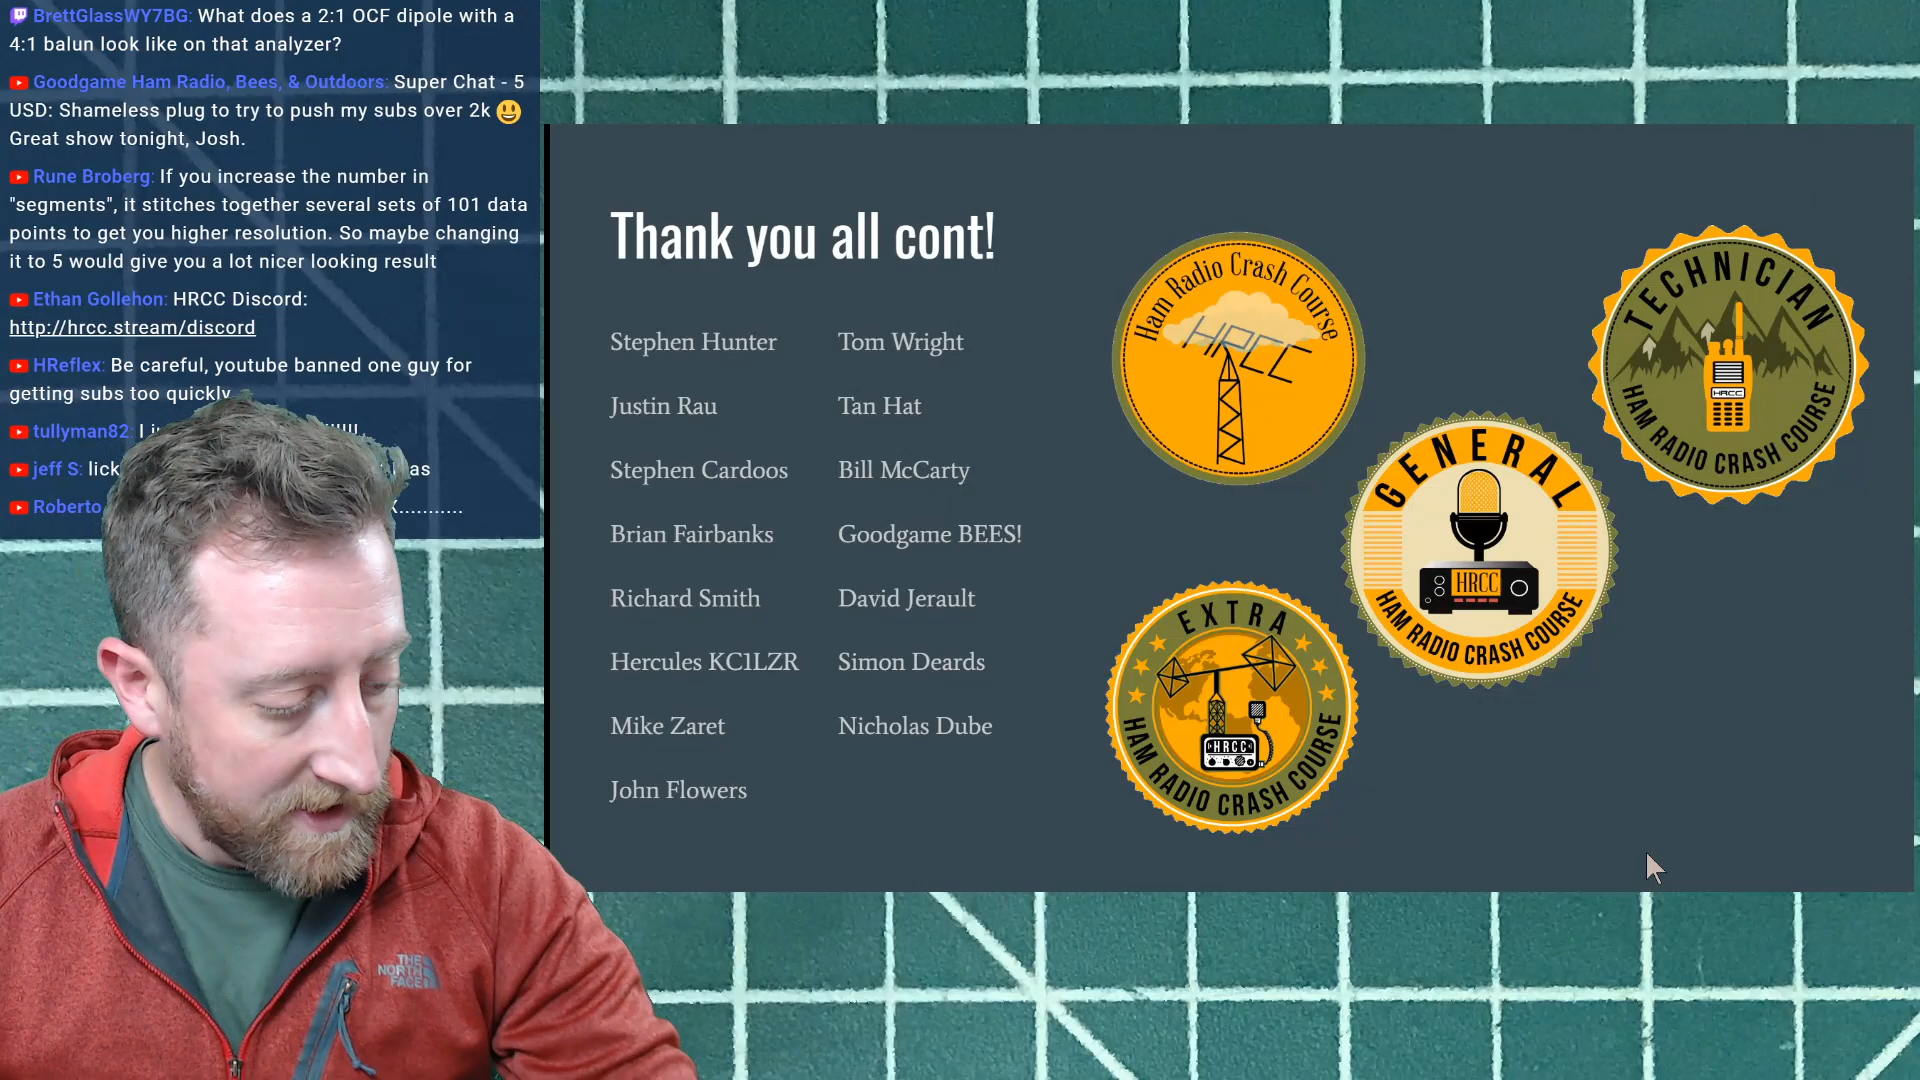 BrettGlassWY7BG: What does a 2:1 OCF dipole with a
4:1 balun look like on that analyzer?
Goodgame Ham Radio, Bees, & Outdoors: Super Chat - 5
USD: Shameless plug to try to push my subs over 2k 😃
Great show tonight, Josh.
Rune Broberg: If you increase the number in
"segments", it stitches together several sets of 101 data
points to get you higher resolution. So maybe changing
it to 5 would give you a lot nicer looking result
Ethan Gollehon: HRCC Discord:
http://hrcc.stream/discord
HReflex: Be careful, youtube banned one guy for
getting subs too quickly
tullyman82: I
jeff S:
Roberto
Thank you all cont!
Stephen Hunter
Justin Rau
Stephen Cardoos
Brian Fairbanks
Richard Smith
Hercules KC1LZR
Mike Zaret
John Flowers
Tom Wright
Tan Hat
Bill McCarty
Goodgame BEES!
David Jerault
Simon Deards
Nicholas Dube
Ham Radio Crash Course
HRCC
TECHNICIAN
HRCC
HAM RADIO CRASH COURSE
GENERAL
HRCC
HAM RADIO CRASH COURSE
EXTRA
HRCC
HAM RADIO CRASH COURSE
THE
NORTH
FACE